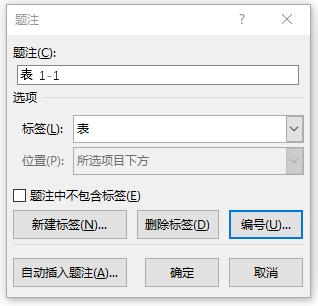 题注
?
题注(C):
表 1-1
选项
标签(L):
表
位置(P):
所选项目下方
题注中不包含标签(E)
新建标签(N)...
删除标签(D)
编号(U)...
自动插入题注(A)...
确定
取消